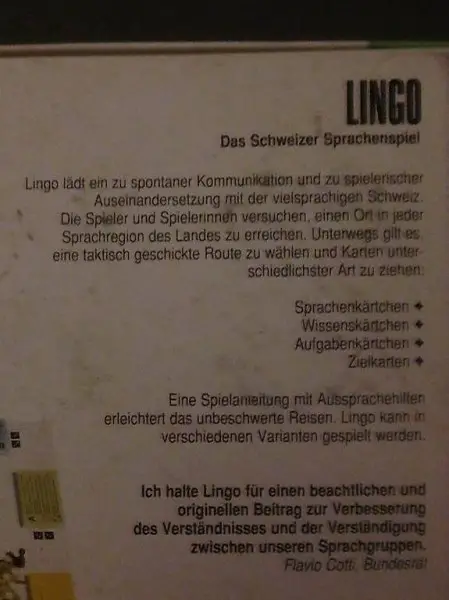 LINGO
Das Schweizer Sprachenspiel
Lingo lädt ein zu spontaner Kommunikation und zu spielerischer
Auseinandersetzung mit der vielsprachigen Schweiz.
Die Spieler und Spielerinnen versuchen, einen Ort in jeder
Sprachregion des Landes zu erreichen. Unterwegs gilt es,
eine taktisch geschickte Route zu wählen und Karten unter-
schiedlichster Art zu ziehen:
Sprachenkärtchen ✦
Wissenskärtchen ✦
Aufgabenkärtchen ✦
Zielkarten ✦
Eine Spielanleitung mit Aussprachehilfen
erleichtert das unbeschwerte Reisen. Lingo kann in
verschiedenen Varianten gespielt werden.
Ich halte Lingo für einen beachtlichen und
originellen Beitrag zur Verbesserung
des Verständnisses und der Verständigung
zwischen unseren Sprachgruppen.
Flavio Cotti, Bundesrat